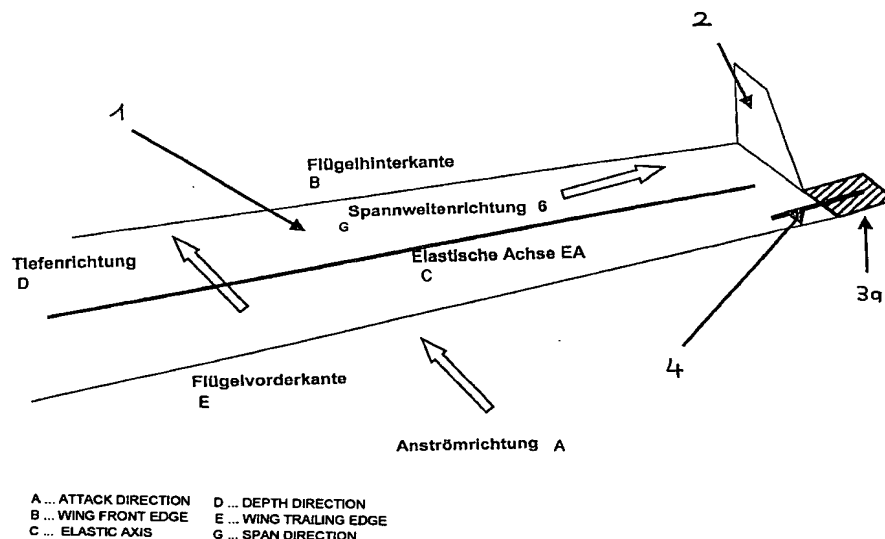 2
1
Flügelhinterkante
B
Spannweitenrichtung 6
G
Tiefenrichtung
D
Elastische Achse EA
C
3a
4
Flügelvorderkante
E
Anströmrichtung A
A ... ATTACK DIRECTION D ... DEPTH DIRECTION
B ... WING FRONT EDGE E ... WING TRAILING EDGE
C ... ELASTIC AXIS G ... SPAN DIRECTION